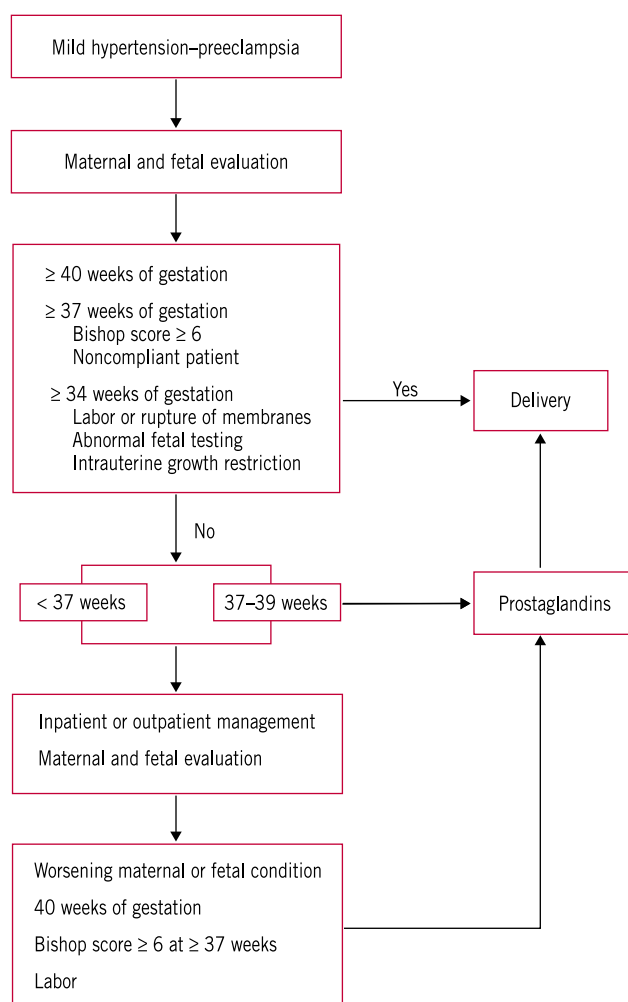 Mild hypertension–preeclampsia
Maternal and fetal evaluation
≥ 40 weeks of gestation
≥ 37 weeks of gestation
Bishop score ≥ 6
Noncompliant patient
≥ 34 weeks of gestation
Labor or rupture of membranes
Abnormal fetal testing
Intrauterine growth restriction
Yes
Delivery
No
< 37 weeks
37–39 weeks
Prostaglandins
Inpatient or outpatient management
Maternal and fetal evaluation
Worsening maternal or fetal condition
40 weeks of gestation
Bishop score ≥ 6 at ≥ 37 weeks
Labor